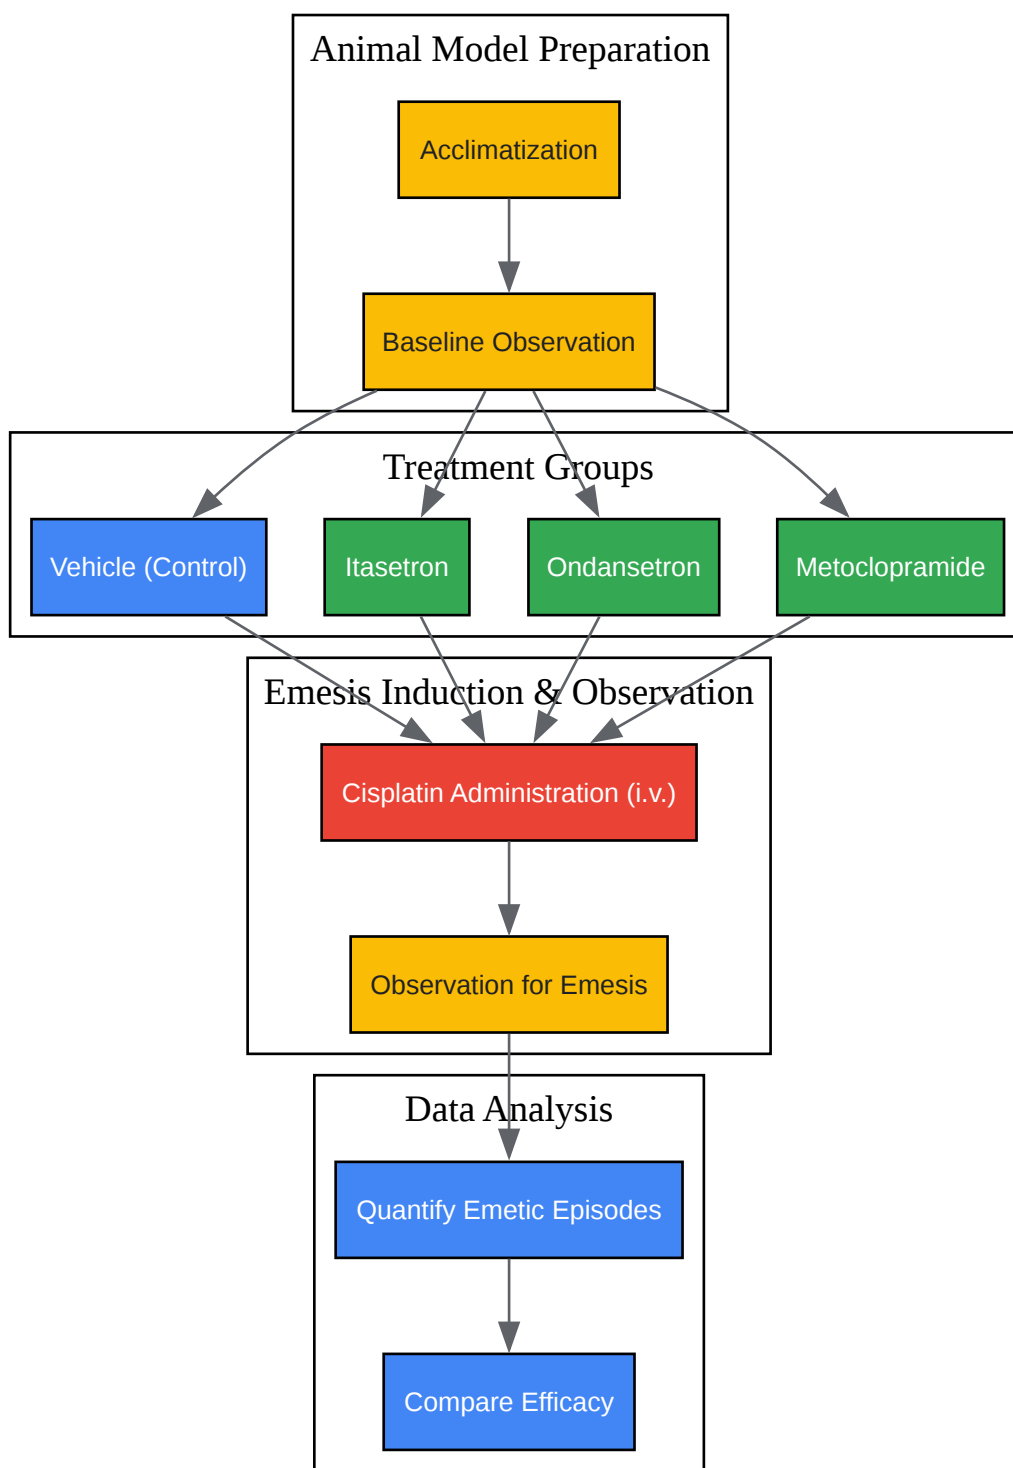 Animal Model Preparation
Acclimatization
Baseline Observation
Treatment Groups
Vehicle (Control)
Itasetron
Ondansetron
Metoclopramide
Emesis Induction & Observation
Cisplatin Administration (i.v.)
Observation for Emesis
Data Analysis
Quantify Emetic Episodes
Compare Efficacy